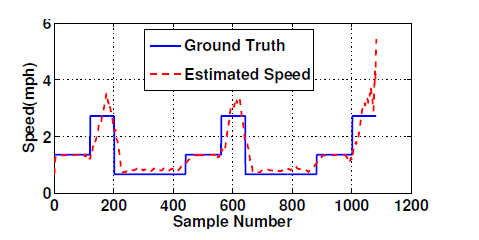 6
4
2
0
Speed(mph)
Ground Truth
Estimated Speed
0 200 400 600 800 1000 1200
Sample Number